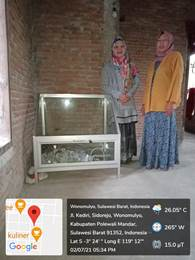 Wonomulyo, Sulawesi Barat, Indonesia
Jl. Kediri, Sidorejo, Wonomulyo,
Kabupaten Polewali Mandar,
Sulawesi Barat 91352, Indonesia
Lat S -3° 24' '' Long E 119° 12''
02/07/21 05:34 PM
26.05° C
265° W
15.0 µT
kuliner
Google